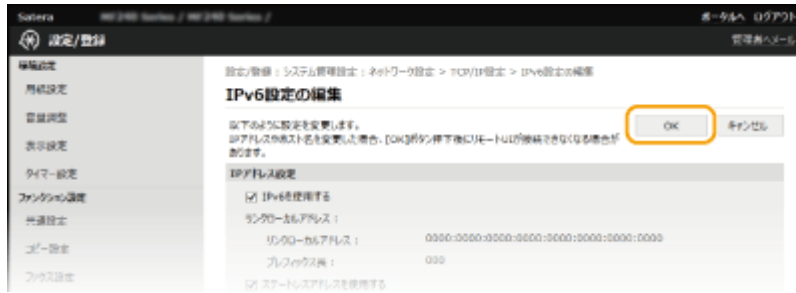 Satera MF240 Series / MF240 Series / ポータルへ ログアウト
設定/登録 管理者へメール
環境設定
用紙設定
音量調整
表示設定
タイマー設定
ファンクション設定
共通設定
コピー設定
ファクス設定
設定/登録 : システム管理設定 : ネットワーク設定 > TCP/IP設定 > IPv6設定の編集
IPv6設定の編集
以下のように設定を変更します。
IPアドレスやホスト名を変更した場合、[OK]ボタン押下後にリモートUIが接続できなくなる場合が
あります。
OK キャンセル
IPアドレス設定
IPv6を使用する
リンクローカルアドレス :
リンクローカルアドレス : 0000:0000:0000:0000:0000:0000:0000:0000
プレフィックス長 : 000
ステートレスアドレスを使用する